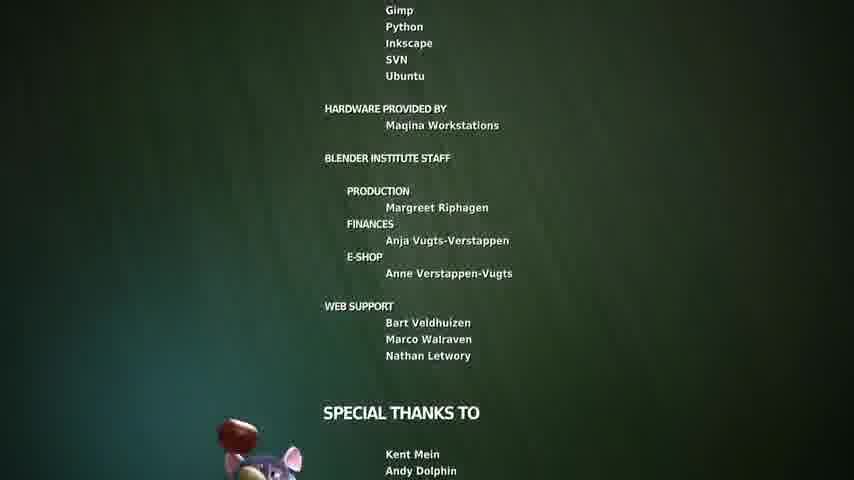 Gimp
Python
Inkscape
SVN
Ubuntu
HARDWARE PROVIDED BY
Maqina Workstations
BLENDER INSTITUTE STAFF
PRODUCTION
Margreet Riphagen
FINANCES
Anja Vugts-Verstappen
E-SHOP
Anne Verstappen-Vugts
WEB SUPPORT
Bart Veldhuizen
Marco Walraven
Nathan Letwory
SPECIAL THANKS TO
Kent Mein
Andy Dolphin